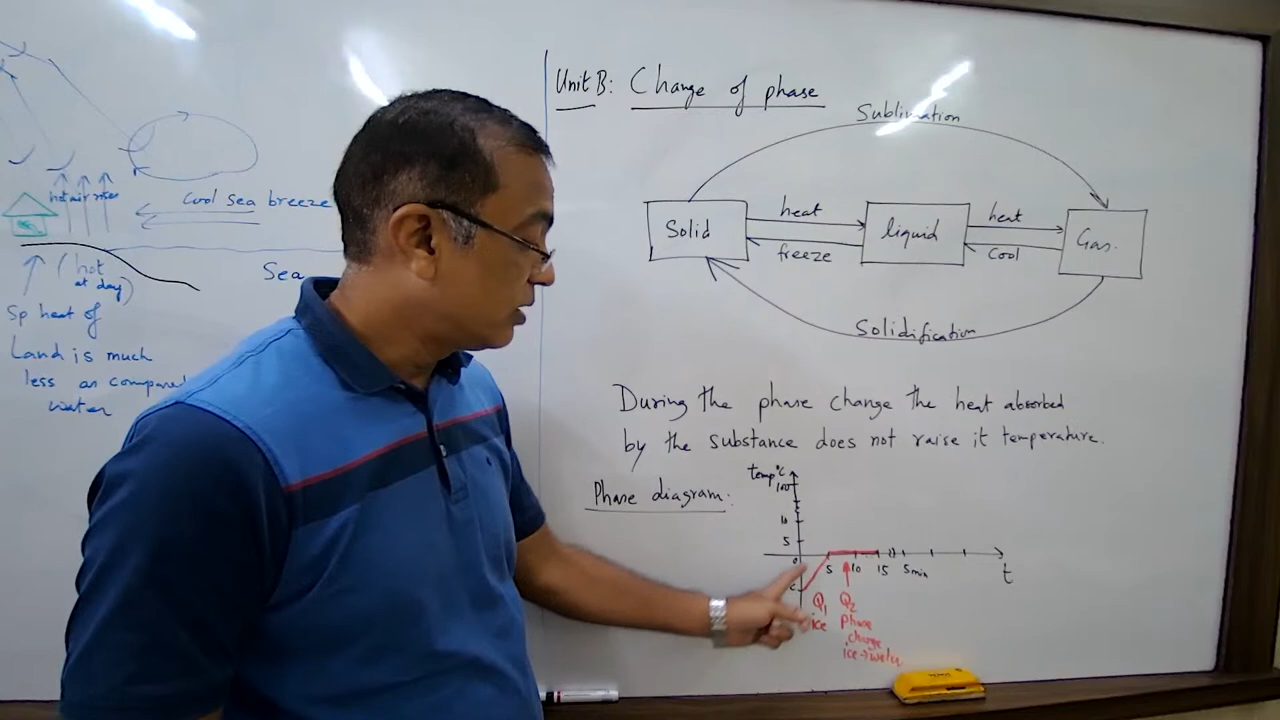 hot air rises
Cool sea breeze
(hot
at day)
Sea
Sp heat of
Land is much
less as compared
water
Unit B: Change of phase
Sublimation
Solid
heat
freeze
liquid
heat
Cool
Gas.
Solidification
During the phase change the heat absorbed
by the substance does not raise it temperature.
Phase diagram:
temp°C
100
10
5
0
5 10 15 5min
t
Q1
ice
Q2
Phase
change
ice→water